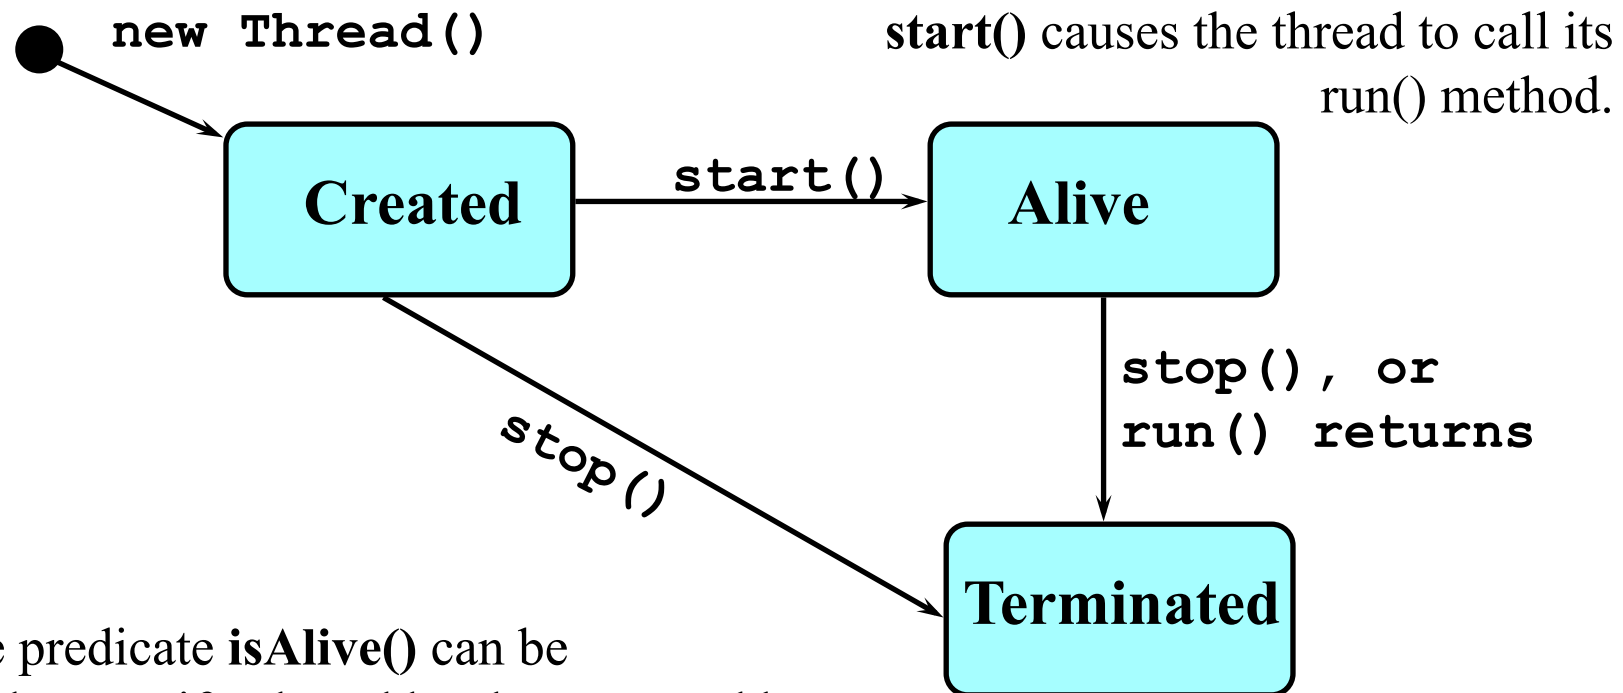 new Thread()
start() causes the thread to call its
run() method.
Created
start()
Alive
stop(), or
run() returns
stop()
Terminated
predicate isAlive() can be